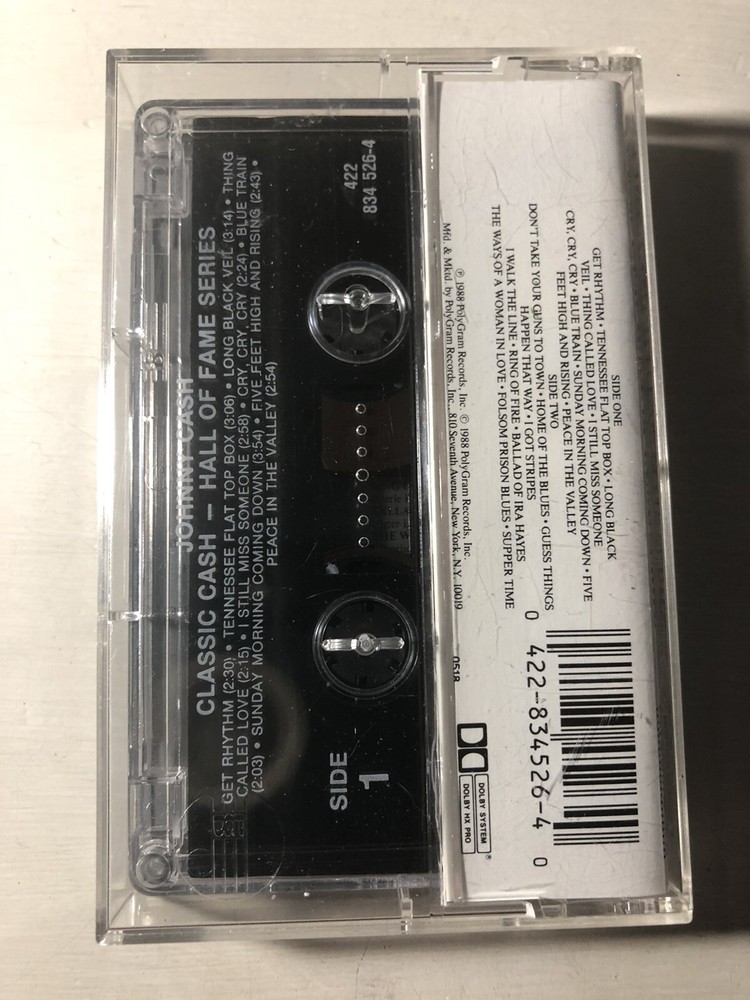 JOHNNY CASH
CLASSIC CASH – HALL OF FAME SERIES
GET RHYTHM (2:30) • TENNESSEE FLAT TOP BOX (3:06) • LONG BLACK VEIL (3:14) • THING
CALLED LOVE (2:15) • I STILL MISS SOMEONE (2:58) • CRY, CRY, CRY (2:24) • BLUE TRAIN
(2:03) • SUNDAY MORNING COMING DOWN (3:54) • FIVE FEET HIGH AND RISING (2:43) •
PEACE IN THE VALLEY (2:54)
SIDE
1
422
834 526-4
SIDE ONE
GET RHYTHM • TENNESSEE FLAT TOP BOX • LONG BLACK
VEIL • THING CALLED LOVE • I STILL MISS SOMEONE
CRY, CRY, CRY • BLUE TRAIN • SUNDAY MORNING COMING DOWN • FIVE
FEET HIGH AND RISING • PEACE IN THE VALLEY
SIDE TWO
DON'T TAKE YOUR GUNS TO TOWN • HOME OF THE BLUES • GUESS THINGS
HAPPEN THAT WAY • I GOT STRIPES
I WALK THE LINE • RING OF FIRE • BALLAD OF IRA HAYES
THE WAYS OF A WOMAN IN LOVE • FOLSOM PRISON BLUES • SUPPER TIME
℗ 1988 PolyGram Records, Inc. © 1988 PolyGram Records, Inc.
Mfd. & Mktd. by PolyGram Records, Inc., 810 Seventh Avenue, New York, N.Y. 10019
0518
0 422-834526-4 0
DOLBY SYSTEM ®
DOLBY HX PRO